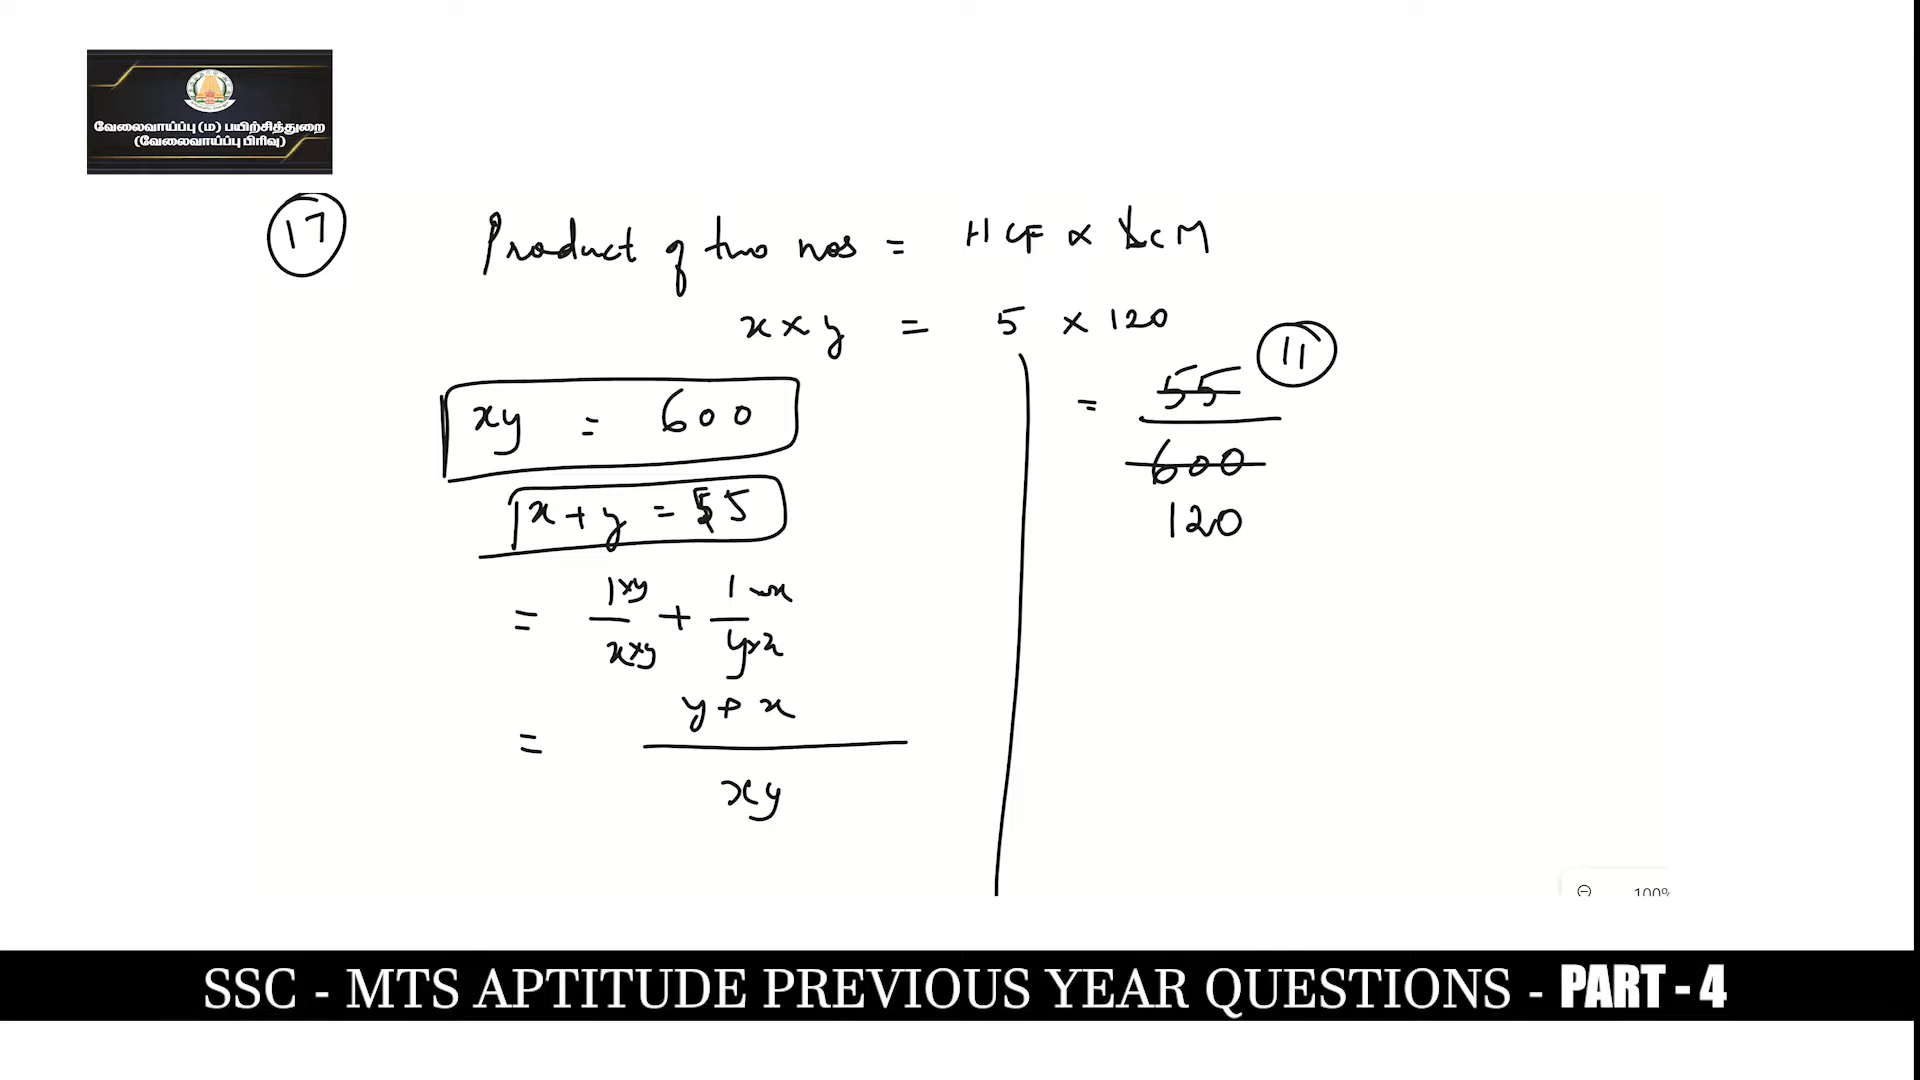 வேலைவாய்ப்பு (ம) பயிற்சித்துறை
(வேலைவாய்ப்பு பிரிவு)
17
Product of two nos = HCF × LCM
x × y = 5 × 120
xy = 600
x + y = 55
= 1×y/x×y + 1×x/y×x
= y + x / xy
= 55/600
11
120
100%
SSC - MTS APTITUDE PREVIOUS YEAR QUESTIONS - PART - 4